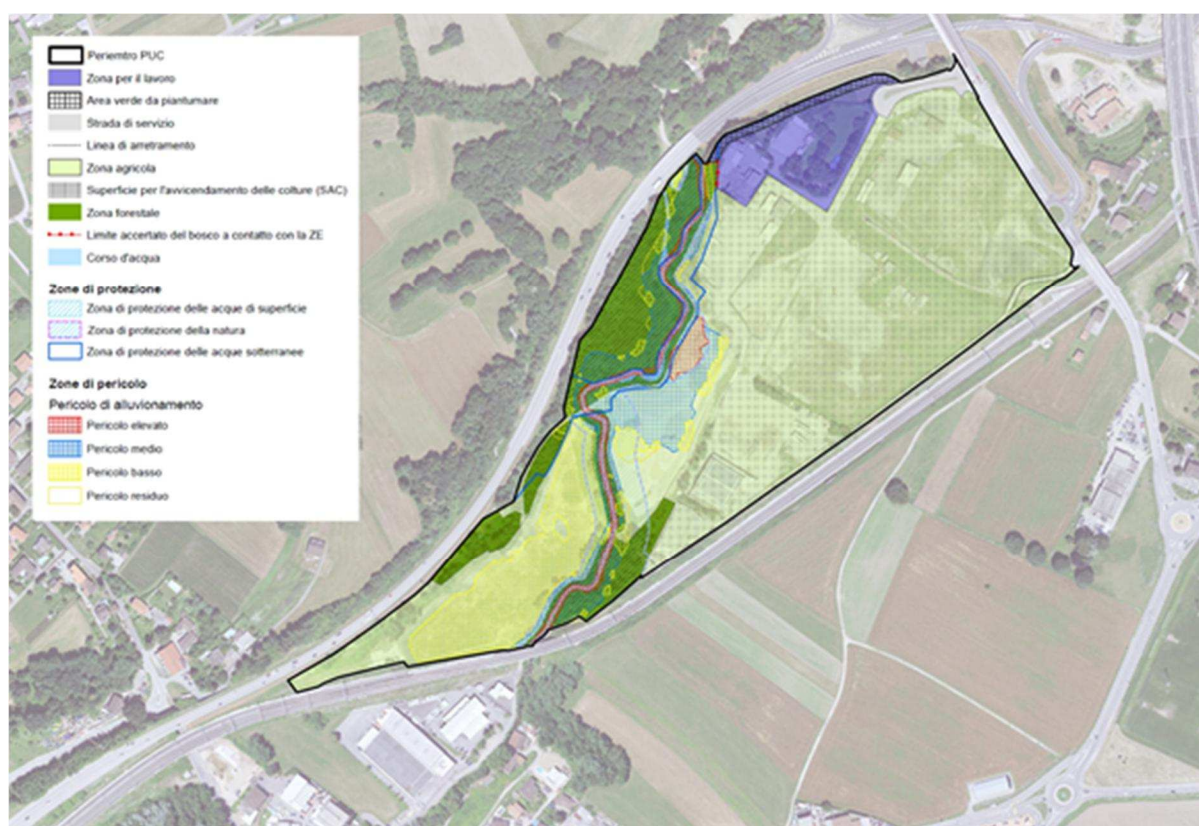 Periemtro PUC
Zona per il lavoro
Area verde da piantumare
Strada di servizio
Linea di arretramento
Zona agricola
Superficie per l'avvicendamento delle colture (SAC)
Zona forestale
Limite accertato del bosco a contatto con la ZE
Corso d'acqua
Zone di protezione
Zona di protezione delle acque di superficie
Zona di protezione della natura
Zona di protezione delle acque sotterranee
Zone di pericolo
Pericolo di alluvionamento
Pericolo elevato
Pericolo medio
Pericolo basso
Pericolo residuo